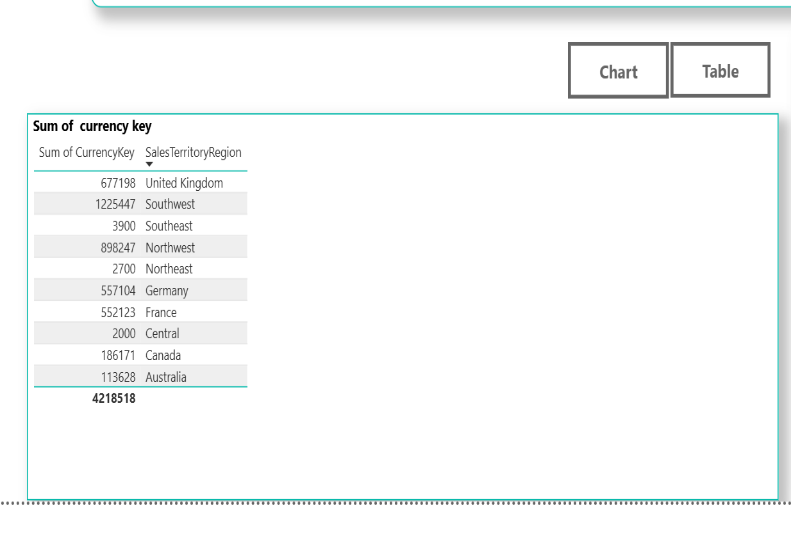 Chart Table
Sum of  currency key
Sum of CurrencyKey SalesTerritoryRegion
677198 United Kingdom
1225447 Southwest
3900 Southeast
898247 Northwest
2700 Northeast
557104 Germany
552123 France
2000 Central
186171 Canada
113628 Australia
4218518